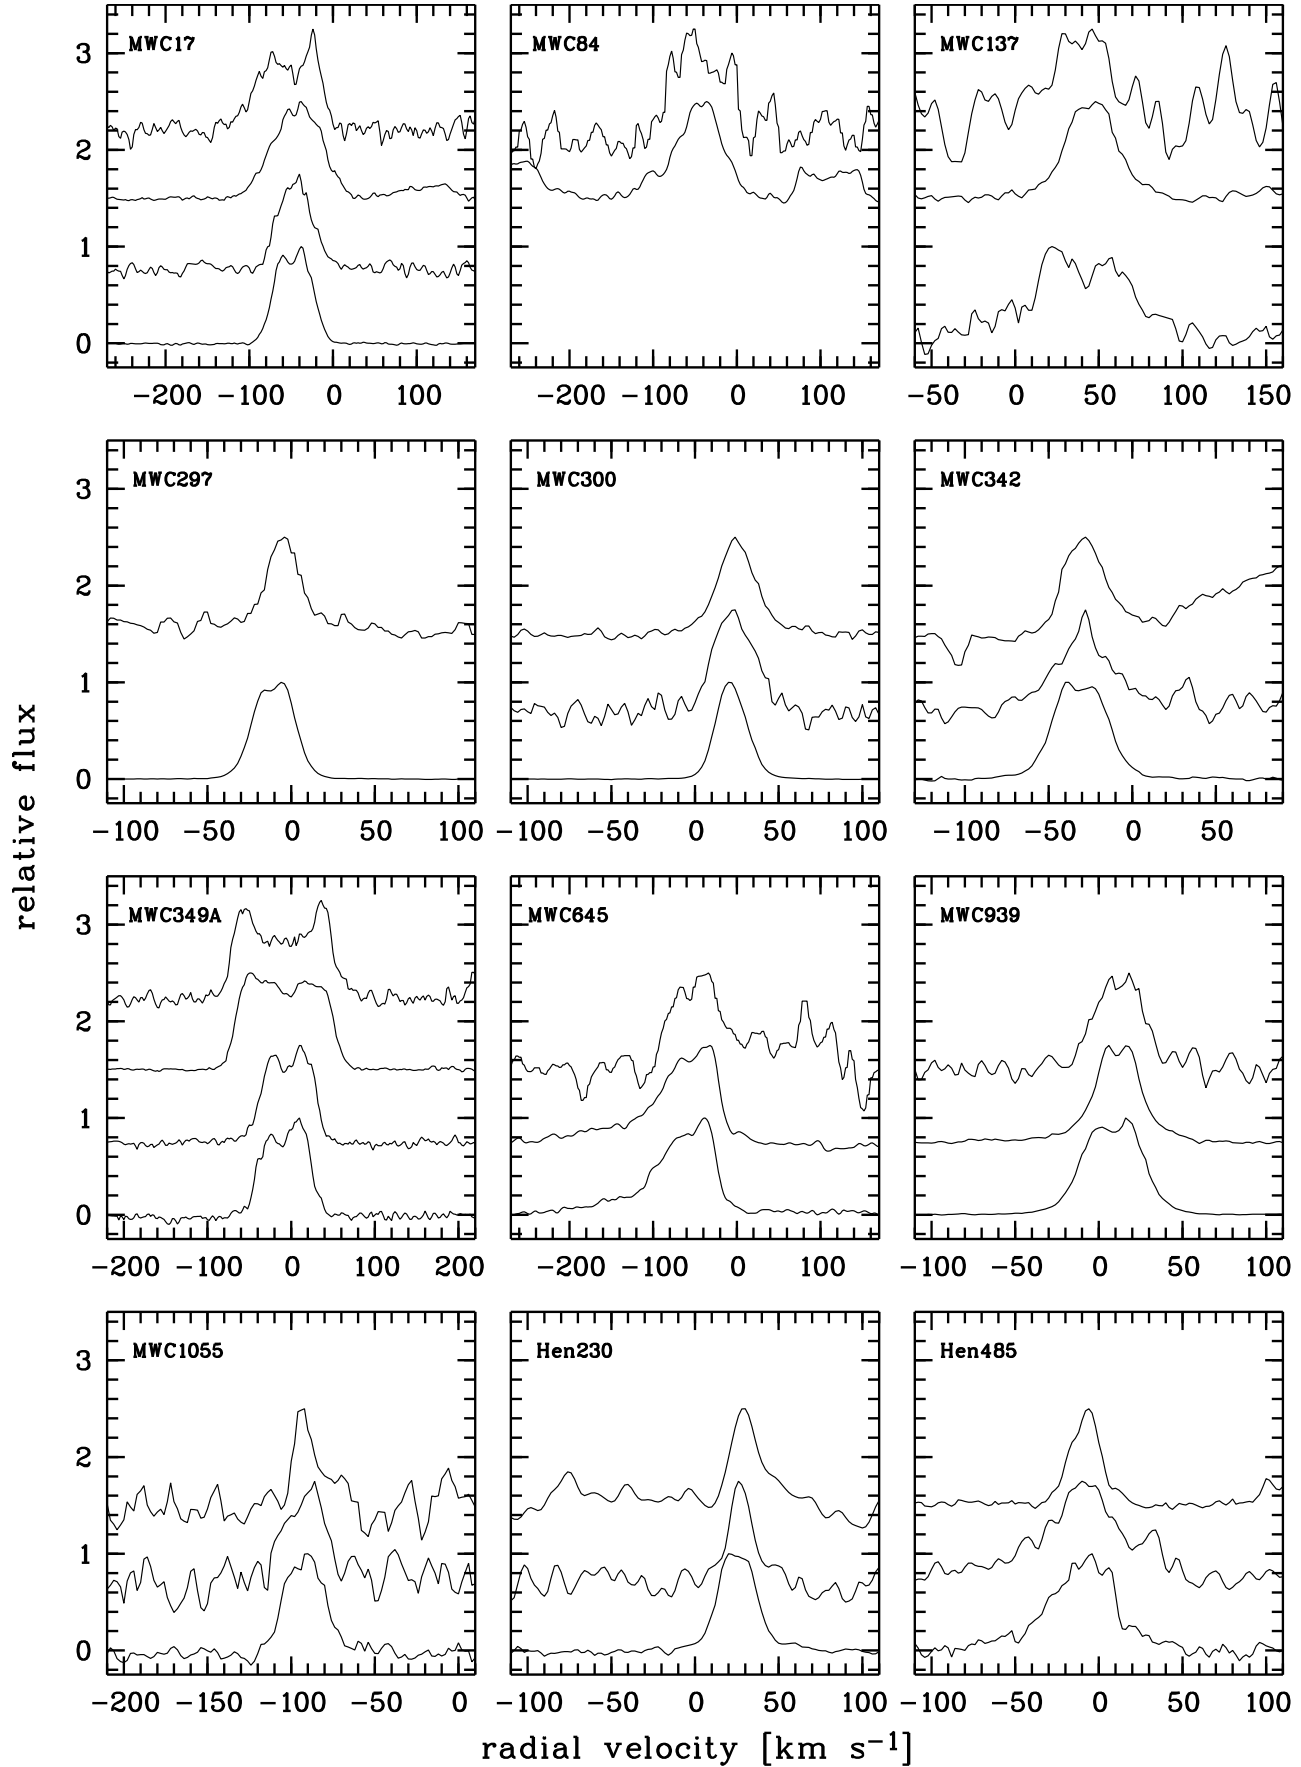 MWC17 MWC84 MWC137
3
2
1
0
−200 −100 0 100 −200 −100 0 100 −50 0 50 100 150
MWC297 MWC300 MWC342
3
2
1
0
−100 −50 0 50 100 −100 −50 0 50 100 −100 −50 0 50
relative flux
MWC349A MWC645 MWC939
3
2
1
0
−200 −100 0 100 200 −200 −100 0 100 −100 −50 0 50 100
MWC1055 Hen230 Hen485
3
2
1
0
−200 −150 −100 −50 0 −100 −50 0 50 100 −100 −50 0 50 100
radial velocity [km s⁻¹]